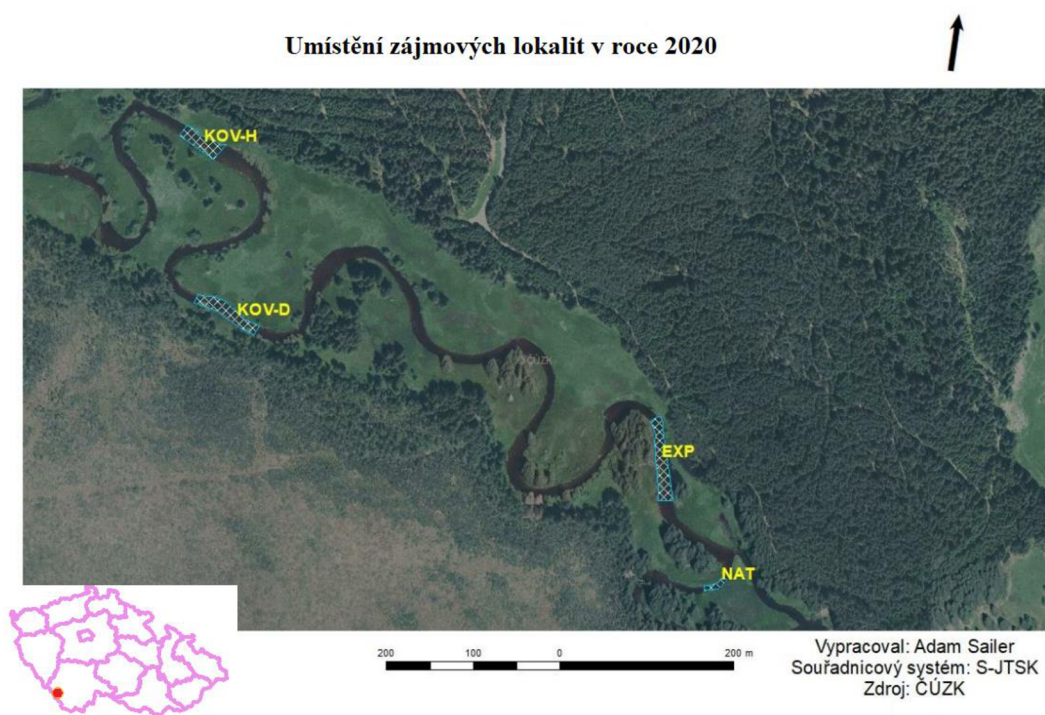 Umístění zájmových lokalit v roce 2020
KOV-H
KOV-D
©ČÚZK
EXP
NAT
200 100 0 200 m
Vypracoval: Adam Sailer
Souřadnicový systém: S-JTSK
Zdroj: ČÚZK